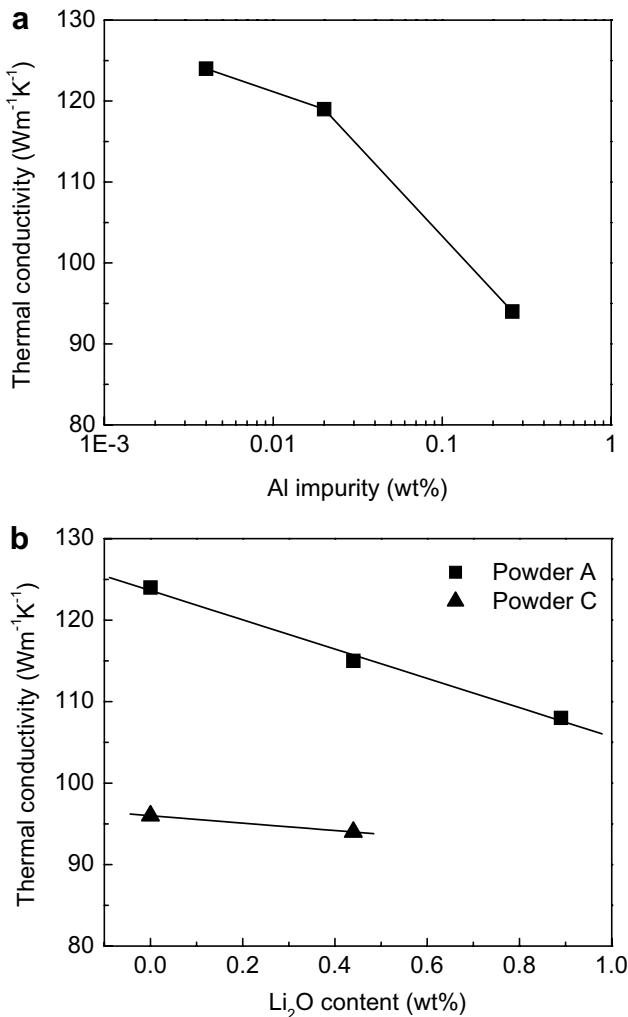 a
130
120
110
100
90
80
Thermal conductivity (Wm⁻¹K⁻¹)
1E-3
0.01
0.1
1
Al impurity (wt%)
b
130
120
110
100
90
80
Thermal conductivity (Wm⁻¹K⁻¹)
Powder A
Powder C
0.0
0.2
0.4
0.6
0.8
1.0
Li₂O content (wt%)